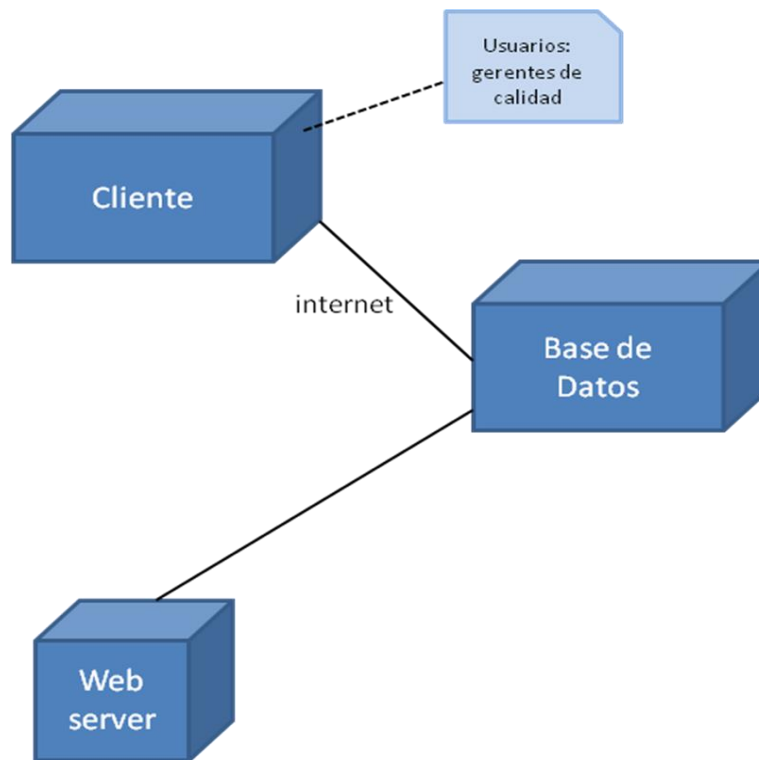 Usuarios:
gerentes de
calidad
Cliente
internet
Base de
Datos
Web
server